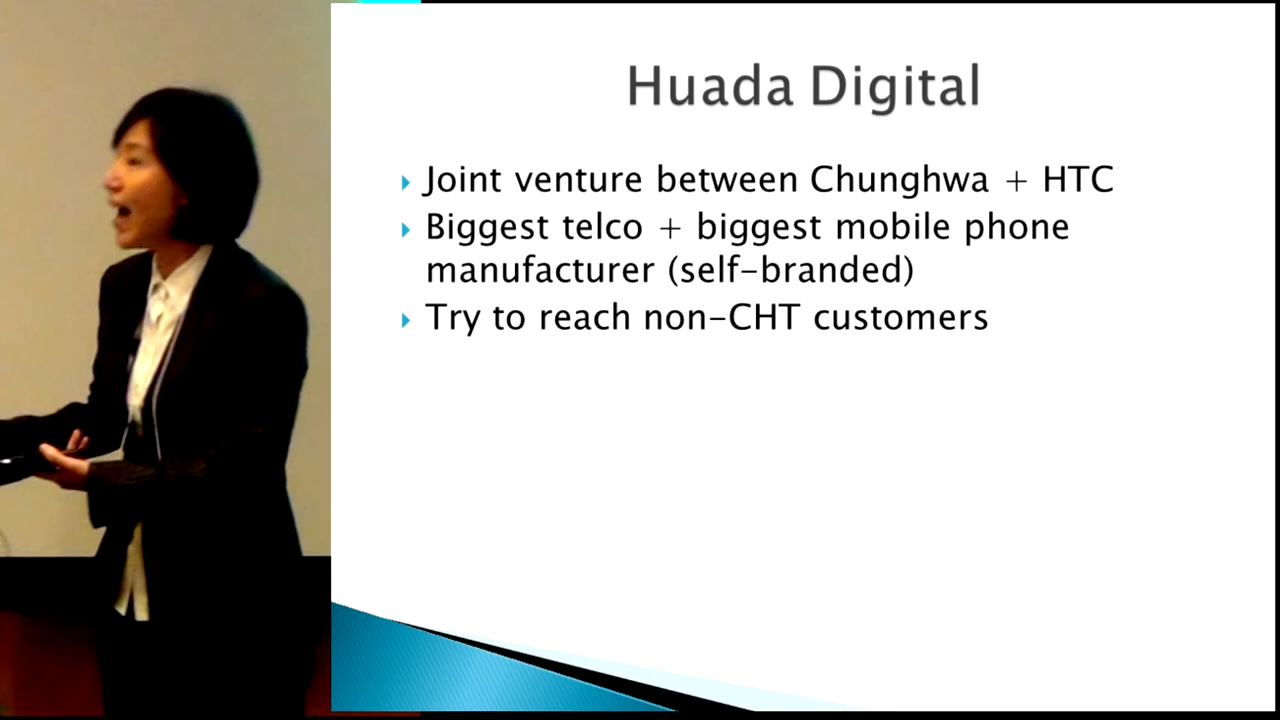 Huada Digital
Joint venture between Chunghwa + HTC
Biggest telco + biggest mobile phone
manufacturer (self-branded)
Try to reach non-CHT customers